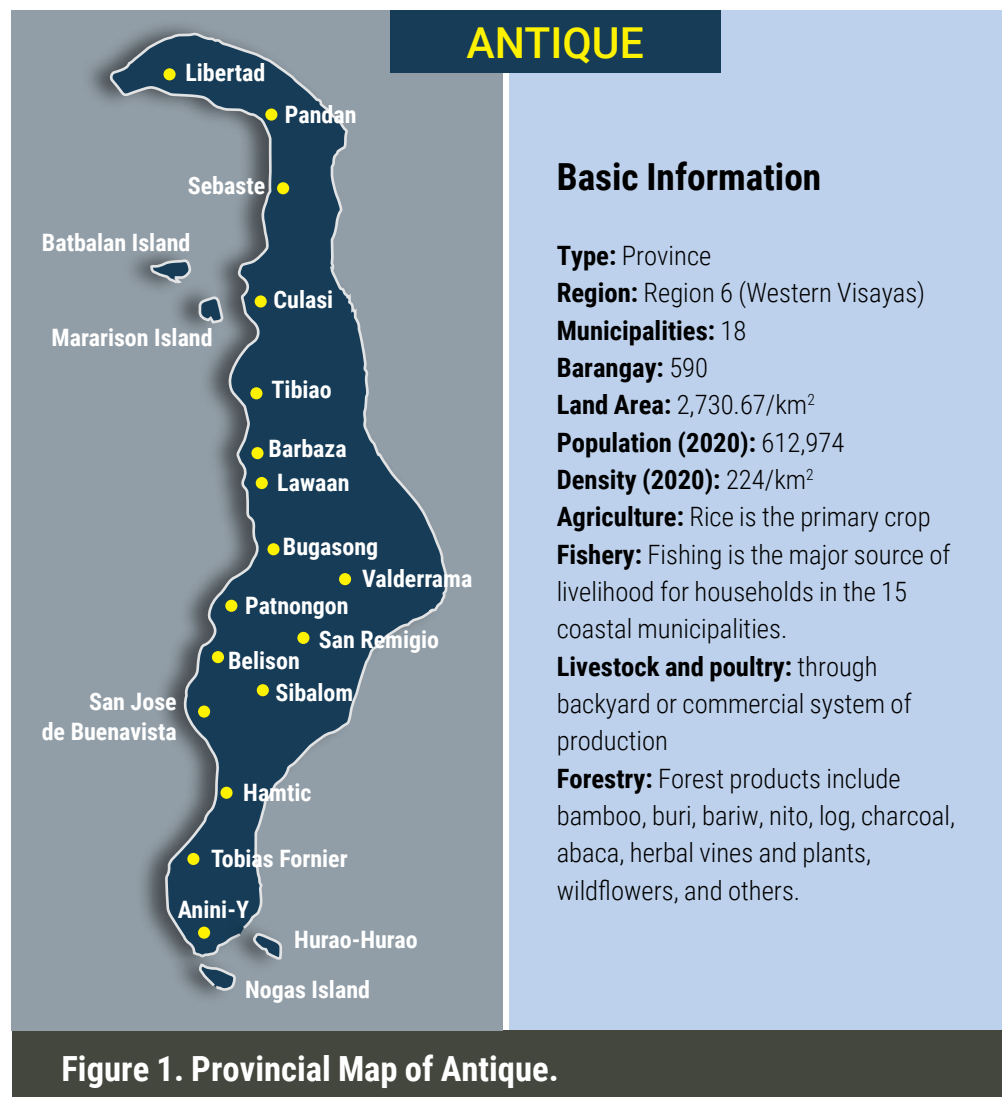 ANTIQUE
Libertad
Pandan
Sebaste
Batbalan Island
Culasi
Mararison Island
Tibiao
Barbaza
Lawaan
Bugasong
Valderrama
Patnongon
San Remigio
Belison
Sibalom
San Jose
de Buenavista
Hamtic
Tobias Fornier
Anini-Y
Hurao-Hurao
Nogas Island
Basic Information
Type: Province
Region: Region 6 (Western Visayas)
Municipalities: 18
Barangay: 590
Land Area: 2,730.67/km²
Population (2020): 612,974
Density (2020): 224/km²
Agriculture: Rice is the primary crop
Fishery: Fishing is the major source of
livelihood for households in the 15
coastal municipalities.
Livestock and poultry: through
backyard or commercial system of
production
Forestry: Forest products include
bamboo, buri, bariw, nito, log, charcoal,
abaca, herbal vines and plants,
wildflowers, and others.
Figure 1. Provincial Map of Antique.